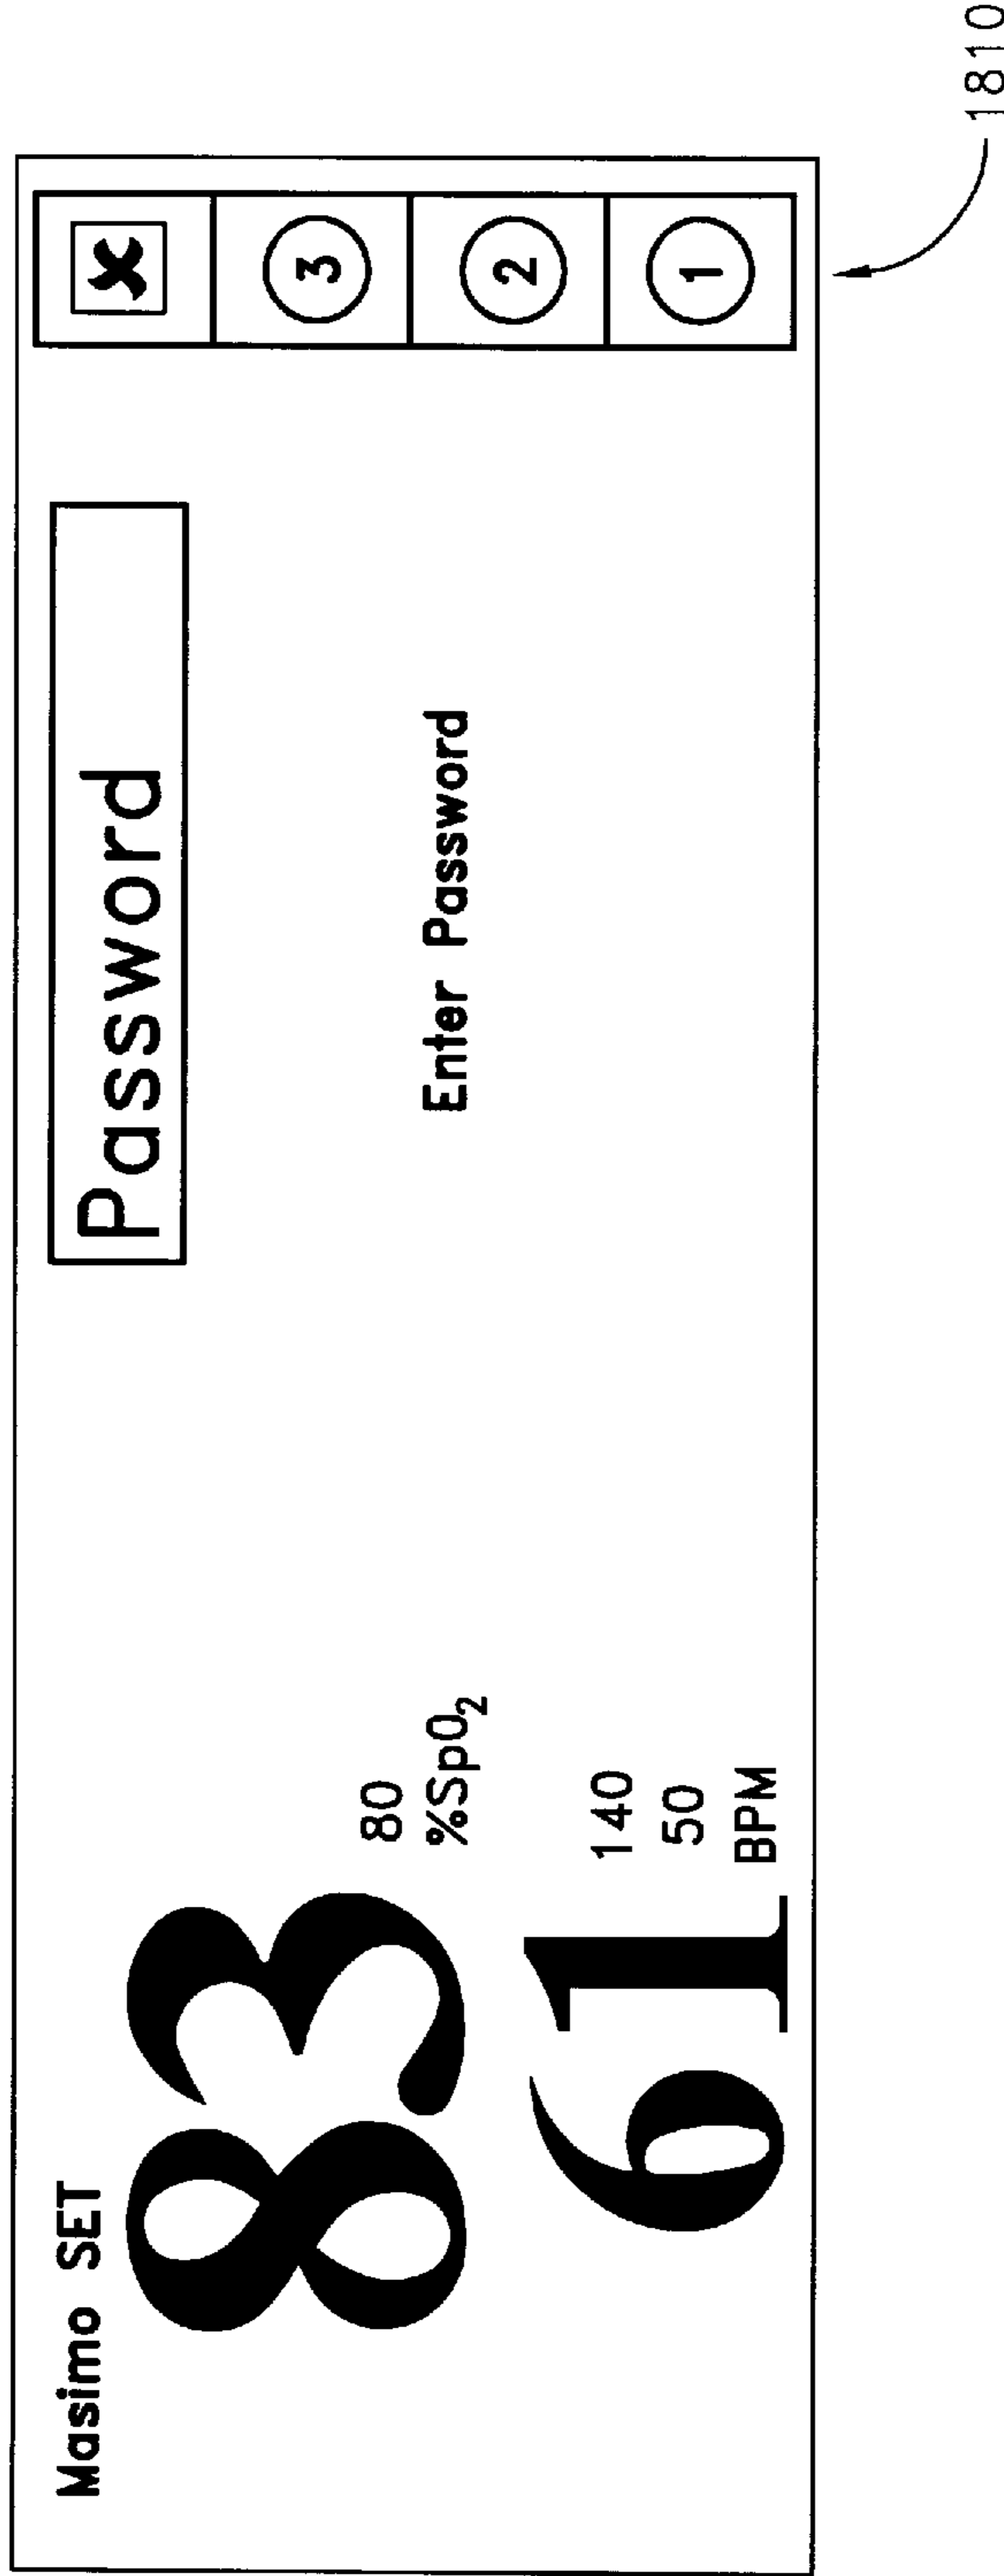 Masimo SET
83
80
%SpO₂
61
140
50
BPM
Password
Enter Password
3
2
1
1810